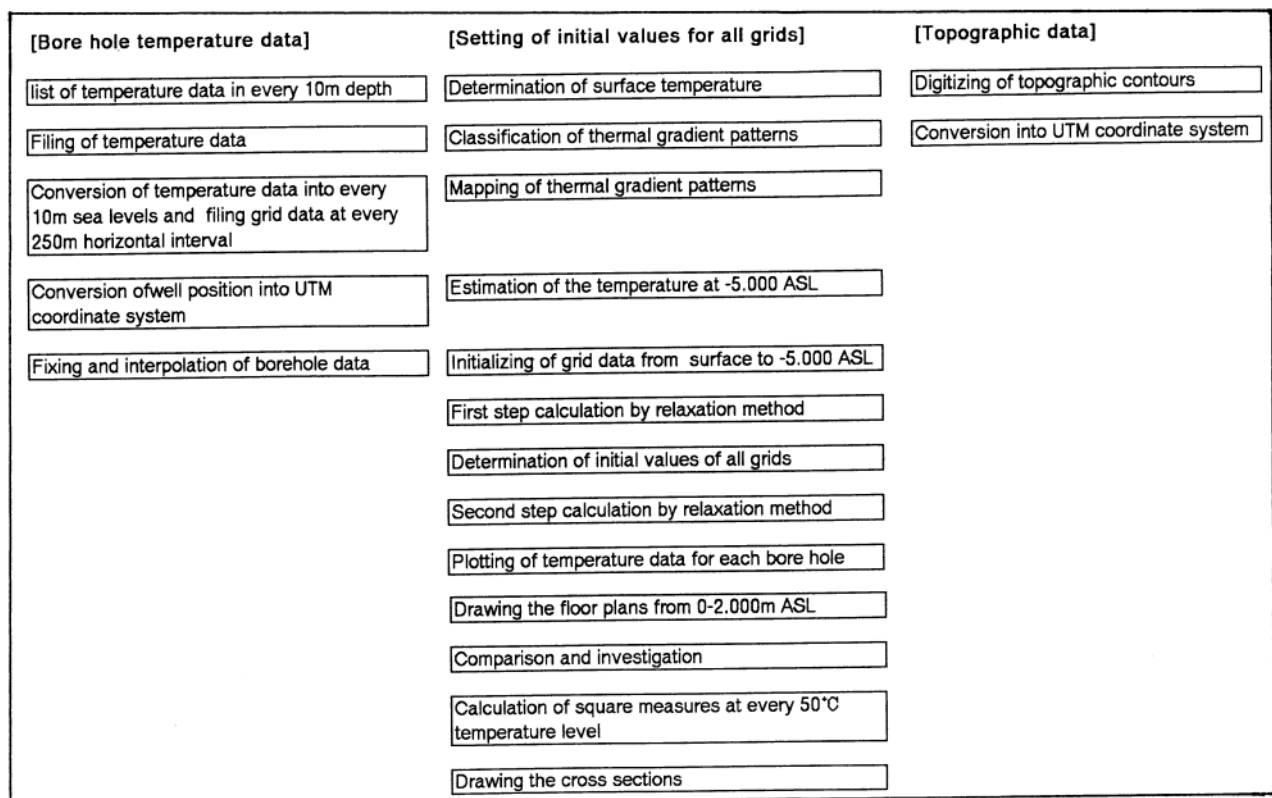 [Bore hole temperature data]
list of temperature data in every 10m depth
Filing of temperature data
Conversion of temperature data into every
10m sea levels and filing grid data at every
250m horizontal interval
Conversion ofwell position into UTM
coordinate system
Fixing and interpolation of borehole data
[Setting of initial values for all grids]
Determination of surface temperature
Classification of thermal gradient patterns
Mapping of thermal gradient patterns
Estimation of the temperature at -5.000 ASL
Initializing of grid data from surface to -5.000 ASL
First step calculation by relaxation method
Determination of initial values of all grids
Second step calculation by relaxation method
Plotting of temperature data for each bore hole
Drawing the floor plans from 0-2.000m ASL
Comparison and investigation
Calculation of square measures at every 50°C
temperature level
Drawing the cross sections
[Topographic data]
Digitizing of topographic contours
Conversion into UTM coordinate system